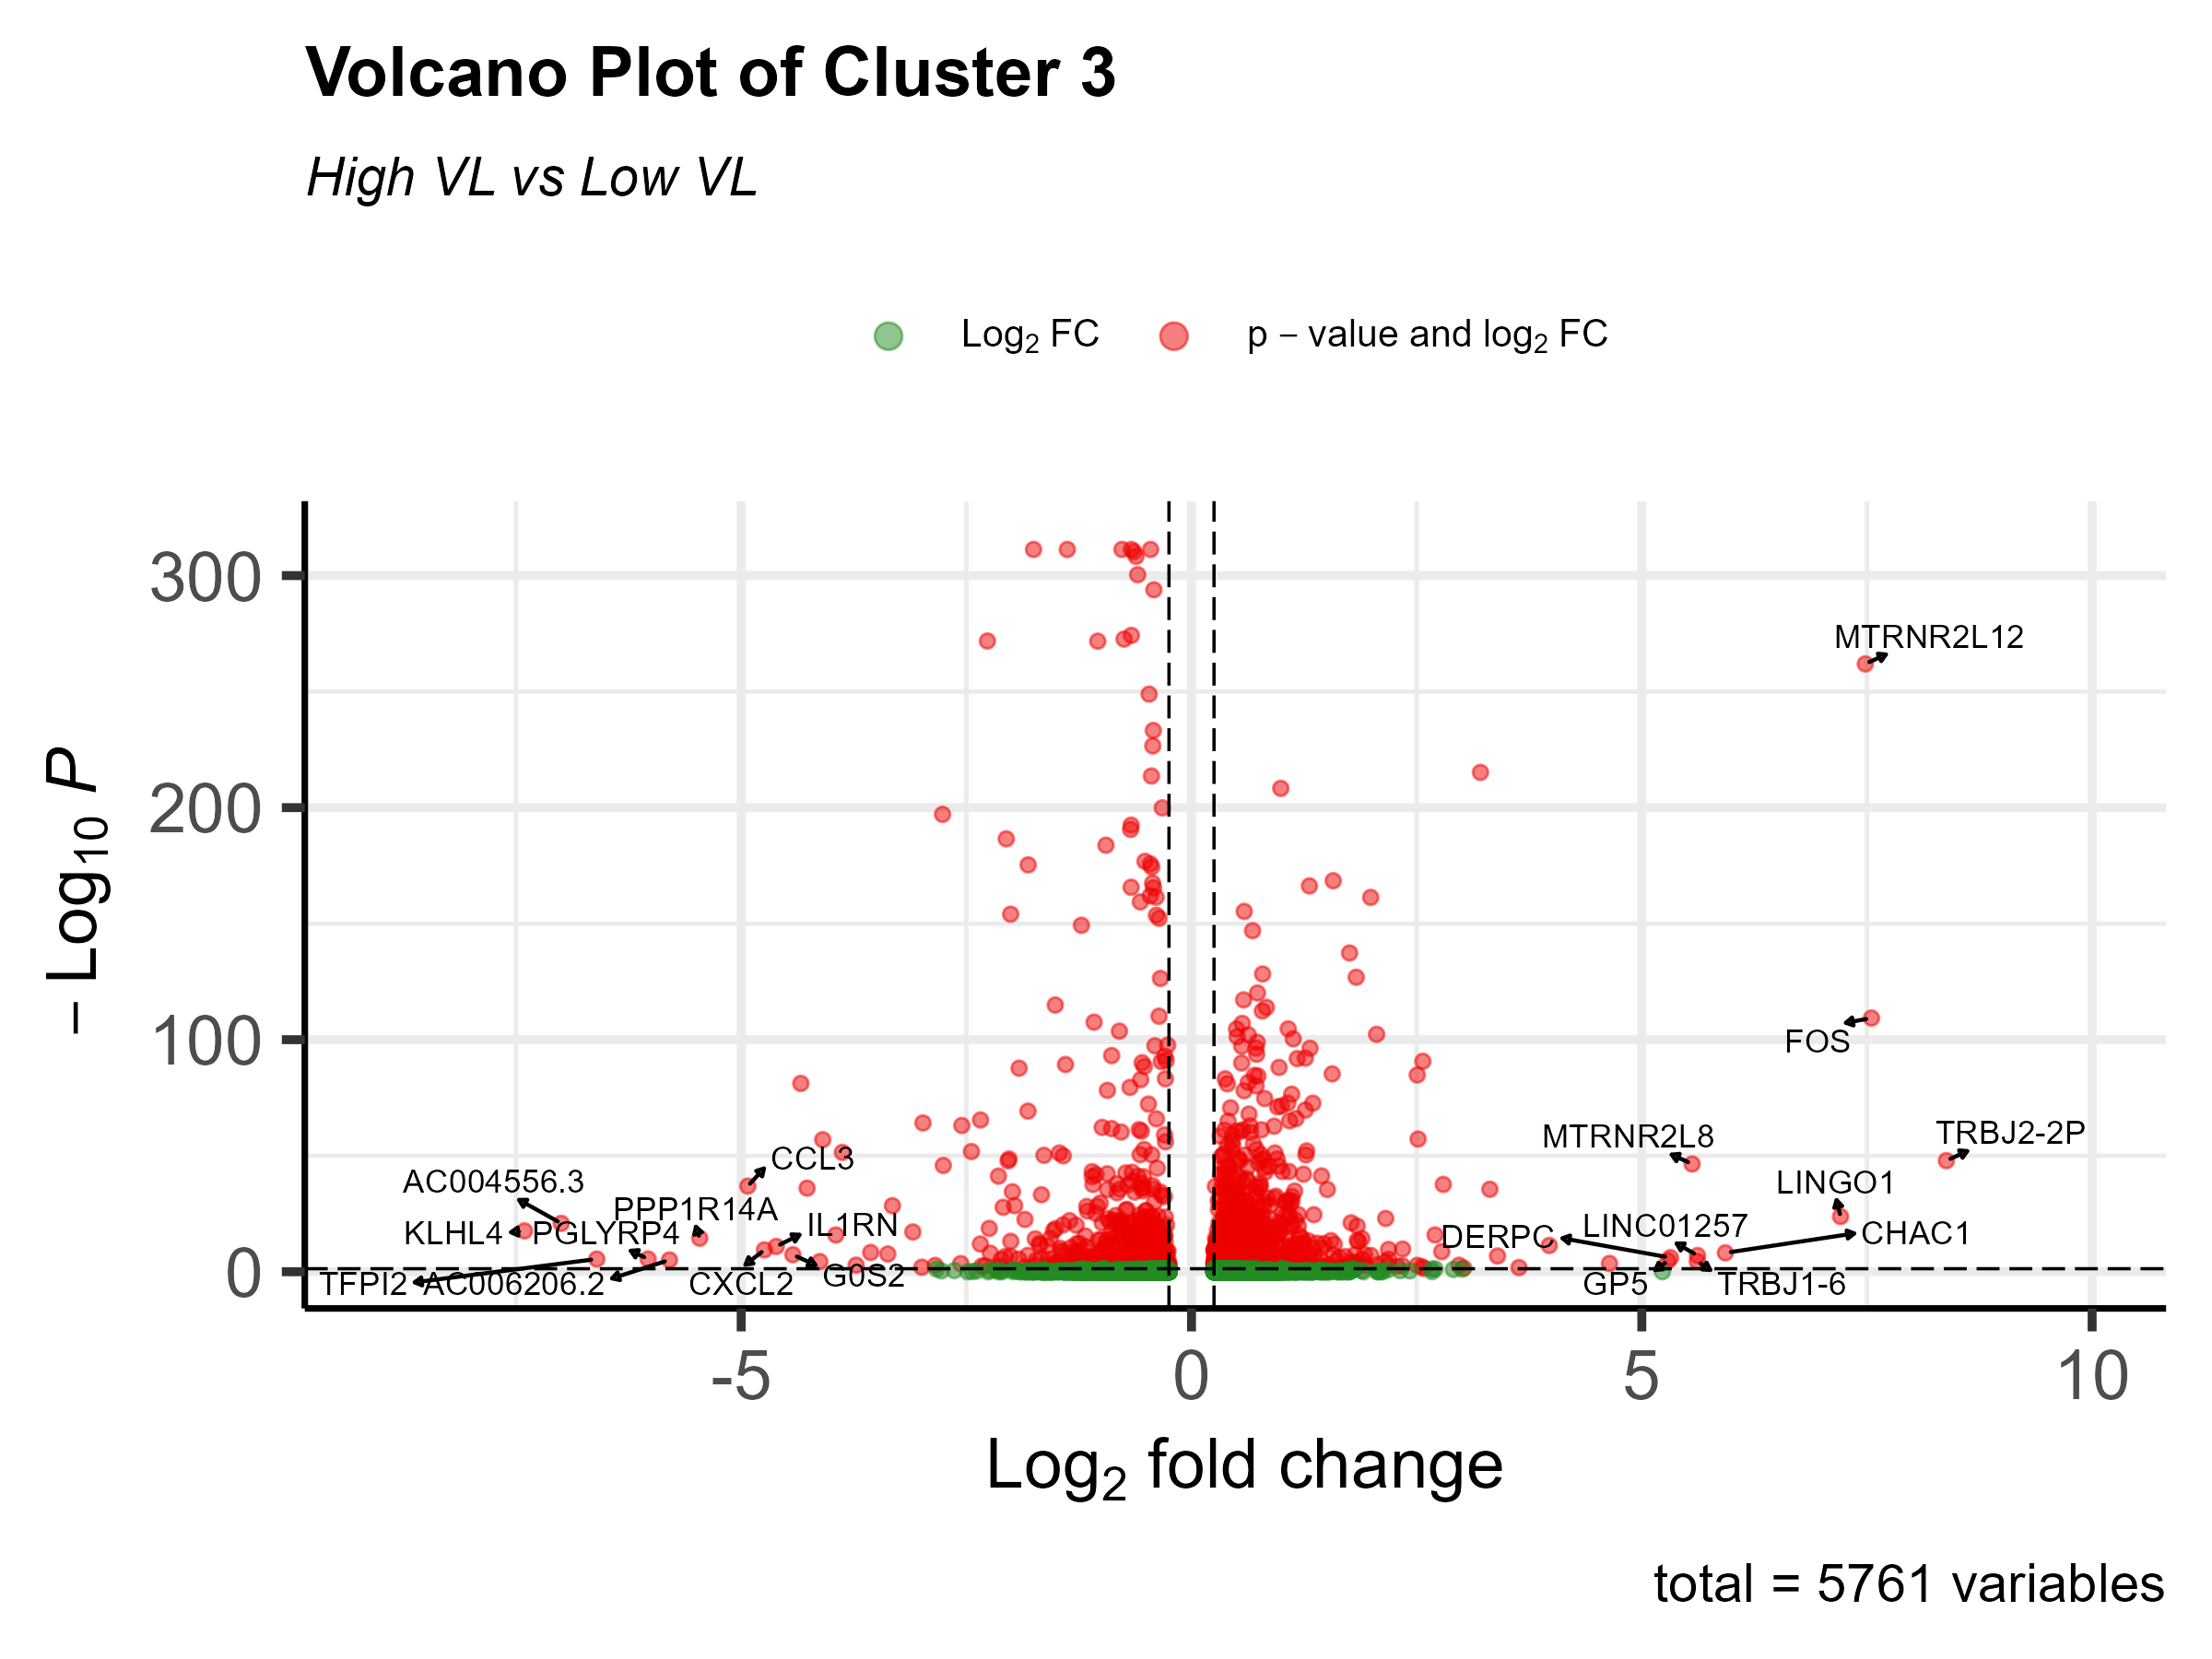 Volcano Plot of Cluster 3
High VL vs Low VL
Log2 FC
p − value and log2 FC
− Log10 P
300
200
100
0
MTRNR2L12
FOS
MTRNR2L8
TRBJ2-2P
LINGO1
CCL3
AC004556.3
PPP1R14A
KLHL4
PGLYRP4
IL1RN
DERPC
LINC01257
CHAC1
TFPI2
AC006206.2
CXCL2
G0S2
GP5
TRBJ1-6
-5
0
5
10
Log2 fold change
total = 5761 variables